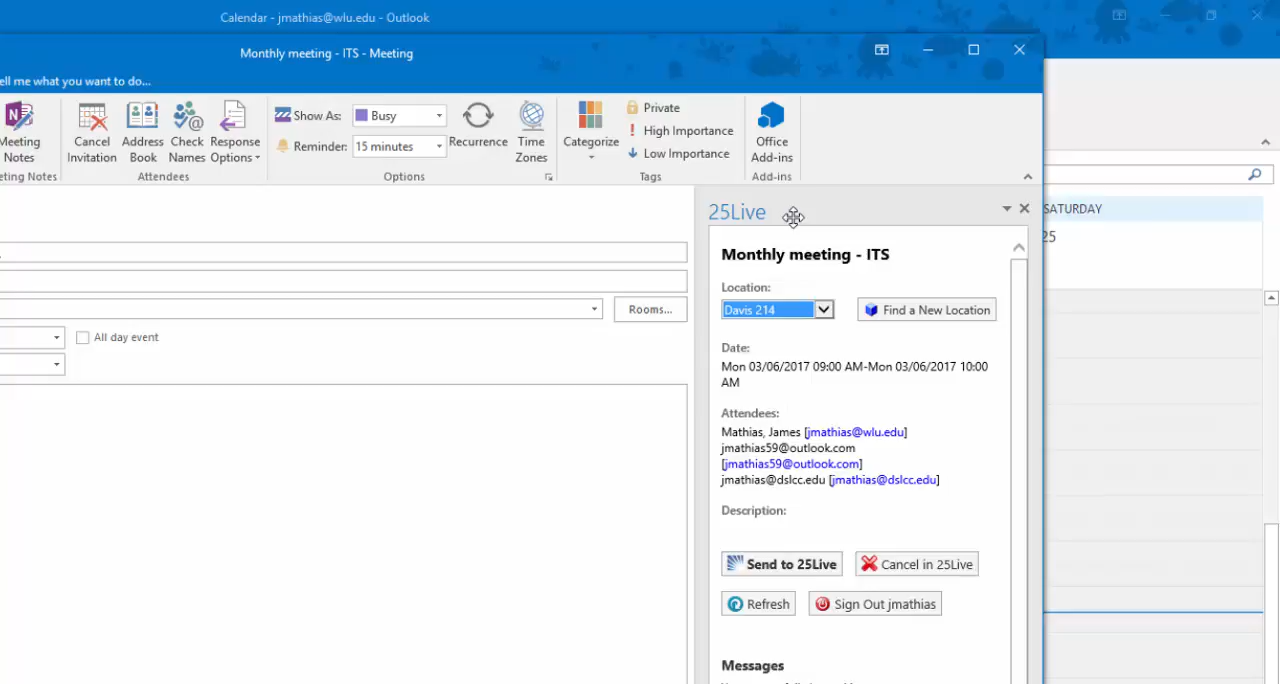 Calendar - jmathias@wlu.edu - Outlook
Monthly meeting - ITS - Meeting
ell me what you want to do...
Meeting Notes
Cancel Invitation
Address Book
Check Names
Response Options
Show As:
Busy
Reminder:
15 minutes
Recurrence
Time Zones
Categorize
Private
High Importance
Low Importance
Office Add-ins
eting Notes
Attendees
Options
Tags
Add-ins
25Live
SATURDAY
25
Monthly meeting - ITS
Location:
Davis 214
Find a New Location
Rooms...
All day event
Date:
Mon 03/06/2017 09:00 AM-Mon 03/06/2017 10:00
AM
Attendees:
Mathias, James [jmathias@wlu.edu]
jmathias59@outlook.com
[jmathias59@outlook.com]
jmathias@dslcc.edu [jmathias@dslcc.edu]
Description:
Send to 25Live
Cancel in 25Live
Refresh
Sign Out jmathias
Messages